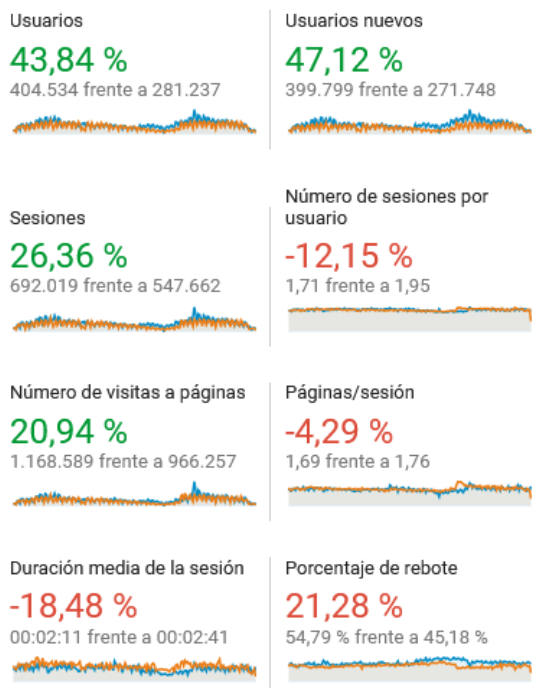 Usuarios
43,84 %
404.534 frente a 281.237
Usuarios nuevos
47,12 %
399.799 frente a 271.748
Sesiones
26,36 %
692.019 frente a 547.662
Número de sesiones por
usuario
-12,15 %
1,71 frente a 1,95
Número de visitas a páginas
20,94 %
1.168.589 frente a 966.257
Páginas/sesión
-4,29 %
1,69 frente a 1,76
Duración media de la sesión
-18,48 %
00:02:11 frente a 00:02:41
Porcentaje de rebote
21,28 %
54,79 % frente a 45,18 %